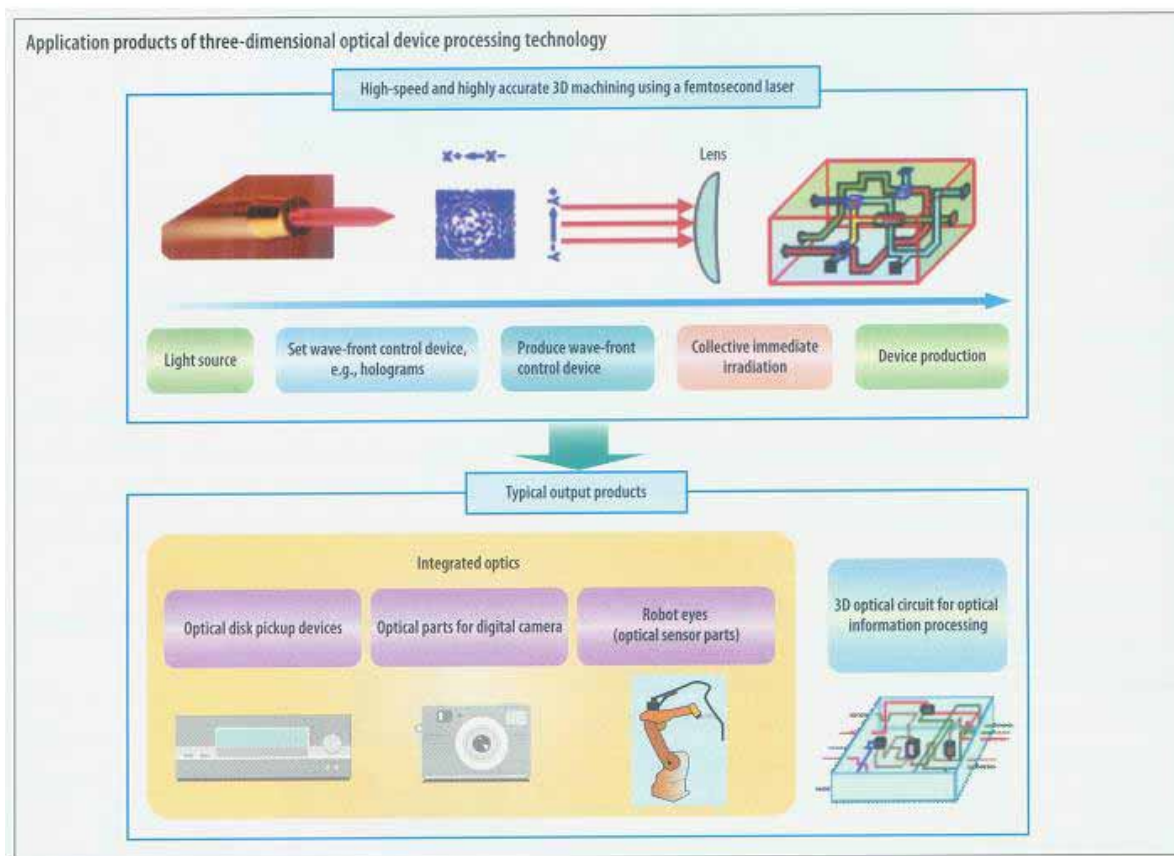 Application products of three-dimensional optical device processing technology
High-speed and highly accurate 3D machining using a femtosecond laser
X+ X-
Lens
+Y
-Y
Light source
Set wave-front control device,
e.g., holograms
Produce wave-front
control device
Collective immediate
irradiation
Device production
Typical output products
Integrated optics
Optical disk pickup devices
Optical parts for digital camera
Robot eyes
(optical sensor parts)
3D optical circuit for optical
information processing